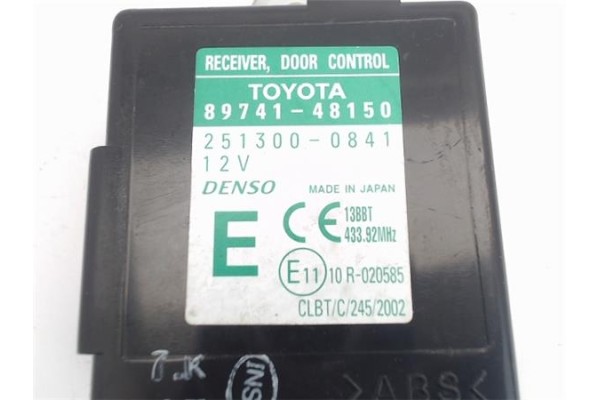 RECEIVER, DOOR CONTROL
TOYOTA
89741-48150
251300-0841
12V
DENSO MADE IN JAPAN
E CE 13BBT
433.92MHz
E11 10 R-020585
CLBT/C/245/2002
INS
>ABS<